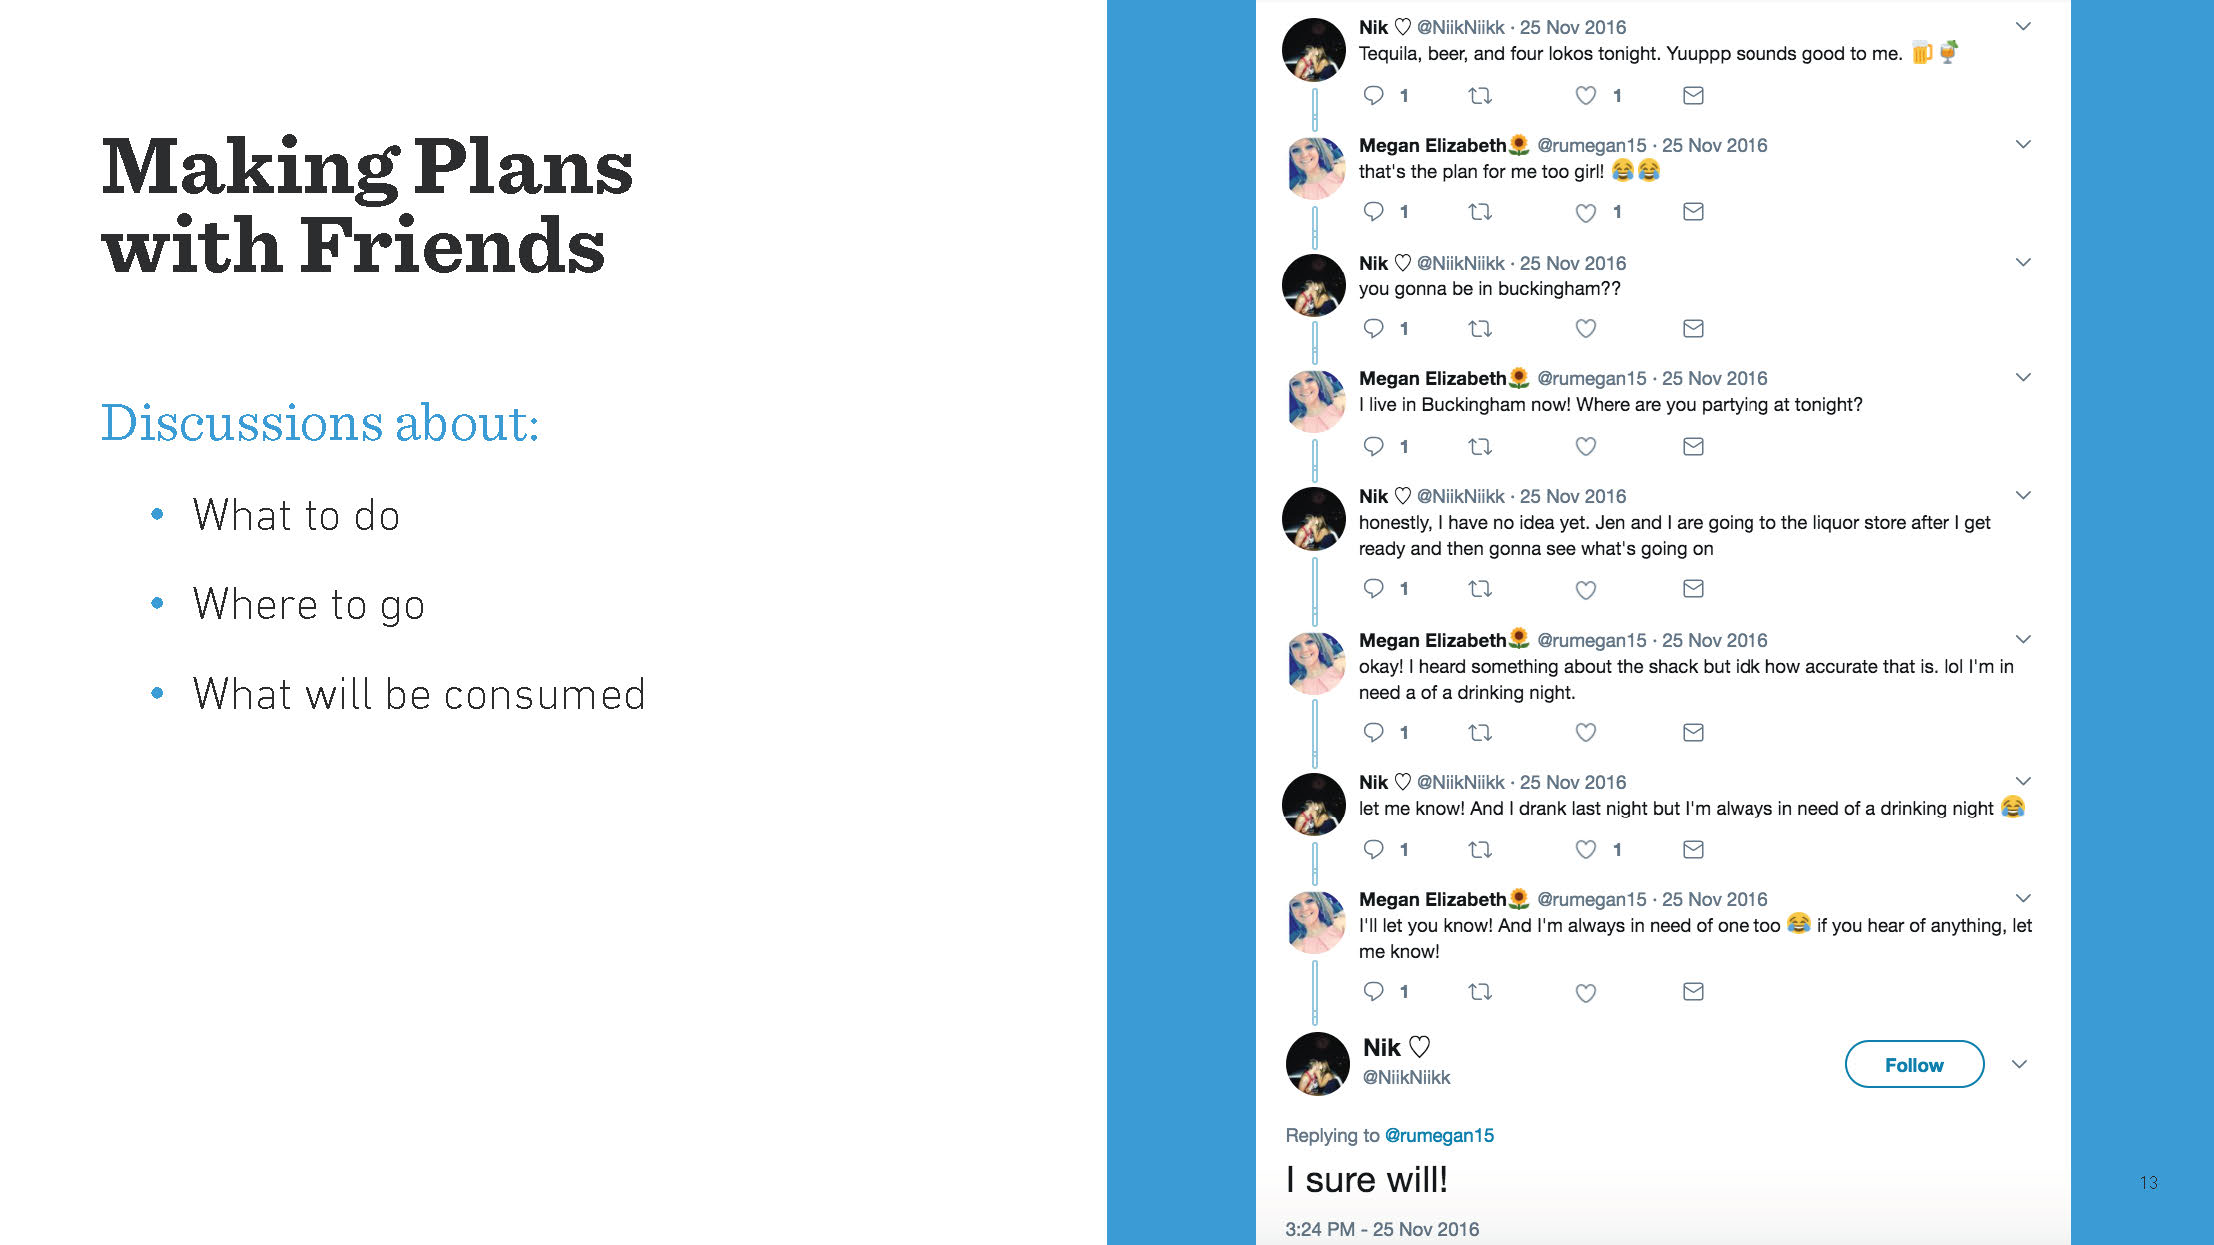 Making Plans
with Friends
Discussions about:
• What to do
• Where to go
• What will be consumed
Nik ♡ @NiikNiikk · 25 Nov 2016
Tequila, beer, and four lokos tonight. Yuuppp sounds good to me. 🍺🍹
1 1
Megan Elizabeth🌻 @rumegan15 · 25 Nov 2016
that's the plan for me too girl! 😂😂
1 1
Nik ♡ @NiikNiikk · 25 Nov 2016
you gonna be in buckingham??
1
Megan Elizabeth🌻 @rumegan15 · 25 Nov 2016
I live in Buckingham now! Where are you partying at tonight?
1
Nik ♡ @NiikNiikk · 25 Nov 2016
honestly, I have no idea yet. Jen and I are going to the liquor store after I get
ready and then gonna see what's going on
1
Megan Elizabeth🌻 @rumegan15 · 25 Nov 2016
okay! I heard something about the shack but idk how accurate that is. lol I'm in
need a of a drinking night.
1
Nik ♡ @NiikNiikk · 25 Nov 2016
let me know! And I drank last night but I'm always in need of a drinking night 😂
1 1
Megan Elizabeth🌻 @rumegan15 · 25 Nov 2016
I'll let you know! And I'm always in need of one too 😂 if you hear of anything, let
me know!
1
Nik ♡
@NiikNiikk
Follow
Replying to @rumegan15
I sure will!
3:24 PM - 25 Nov 2016
13